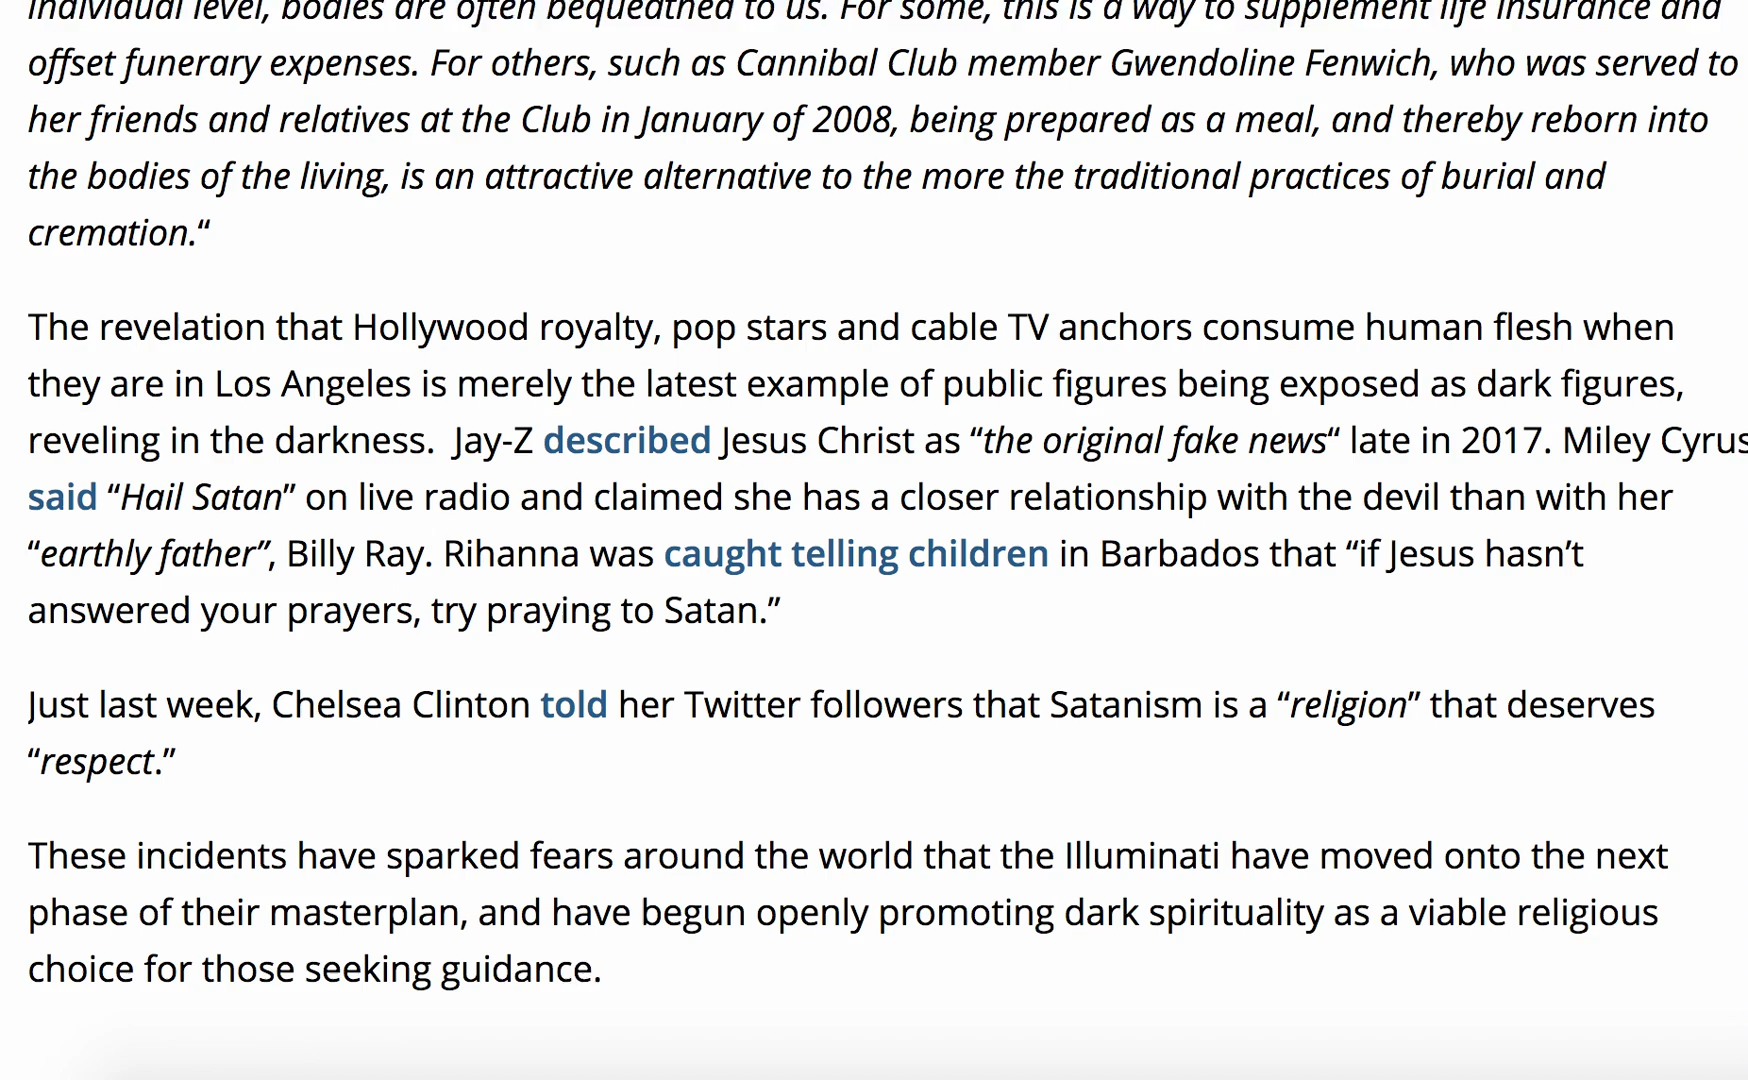 individual level, bodies are often bequeathed to us. For some, this is a way to supplement life insurance and
offset funerary expenses. For others, such as Cannibal Club member Gwendoline Fenwich, who was served to
her friends and relatives at the Club in January of 2008, being prepared as a meal, and thereby reborn into
the bodies of the living, is an attractive alternative to the more the traditional practices of burial and
cremation.“
The revelation that Hollywood royalty, pop stars and cable TV anchors consume human flesh when
they are in Los Angeles is merely the latest example of public figures being exposed as dark figures,
reveling in the darkness.  Jay-Z described Jesus Christ as “the original fake news“ late in 2017. Miley Cyrus
said “Hail Satan” on live radio and claimed she has a closer relationship with the devil than with her
“earthly father”, Billy Ray. Rihanna was caught telling children in Barbados that “if Jesus hasn’t
answered your prayers, try praying to Satan.”
Just last week, Chelsea Clinton told her Twitter followers that Satanism is a “religion” that deserves
“respect.”
These incidents have sparked fears around the world that the Illuminati have moved onto the next
phase of their masterplan, and have begun openly promoting dark spirituality as a viable religious
choice for those seeking guidance.